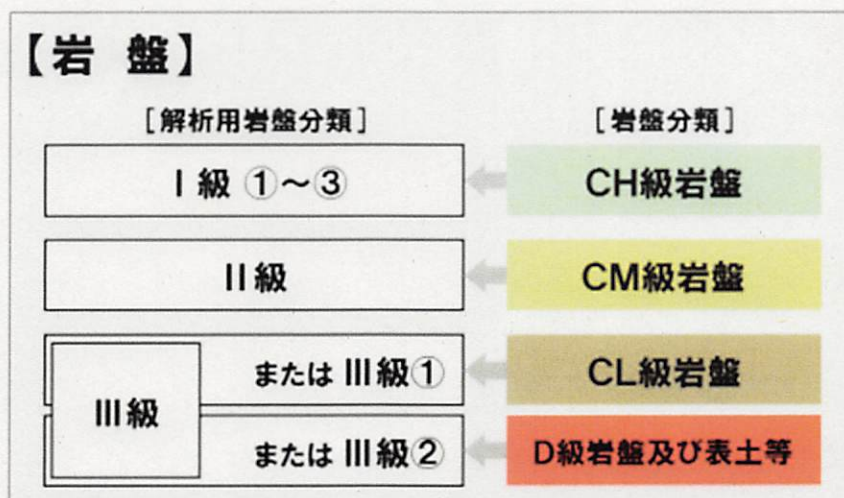 【岩 盤】
[解析用岩盤分類] [岩盤分類]
I級 ①～③ CH級岩盤
II級 CM級岩盤
または III級① CL級岩盤
III級
または III級② D級岩盤及び表土等